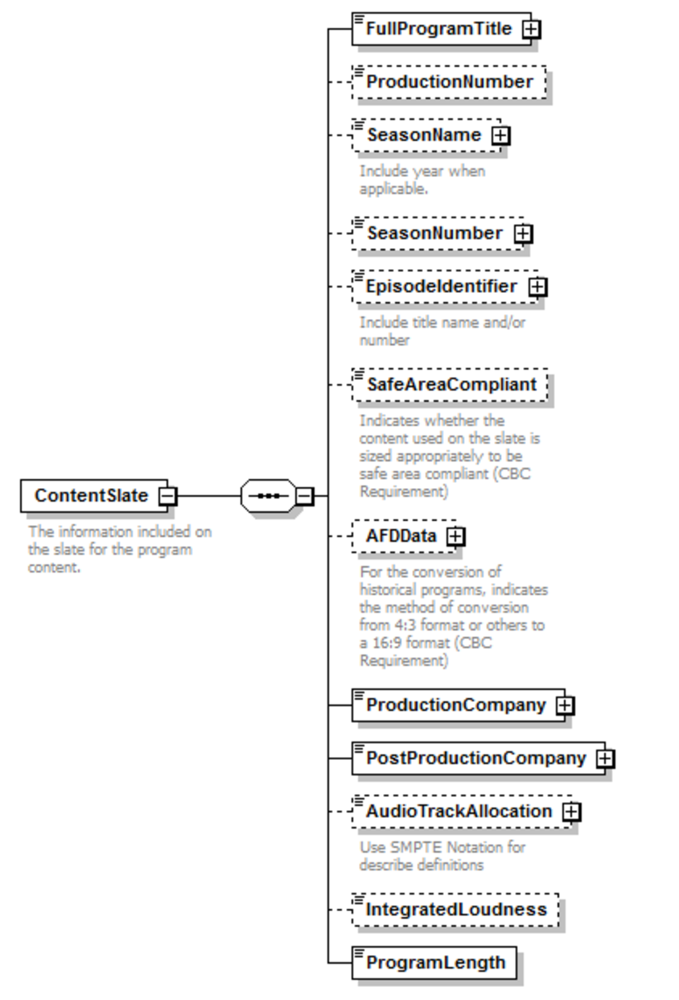 FullProgramTitle
ProductionNumber
SeasonName
Include year when
applicable.
SeasonNumber
EpisodeIdentifier
Include title name and/or
number
SafeAreaCompliant
Indicates whether the
content used on the slate is
sized appropriately to be
safe area compliant (CBC
Requirement)
ContentSlate
The information included on
the slate for the program
content.
AFDData
For the conversion of
historical programs, indicates
the method of conversion
from 4:3 format or others to
a 16:9 format (CBC
Requirement)
ProductionCompany
PostProductionCompany
AudioTrackAllocation
Use SMPTE Notation for
describe definitions
IntegratedLoudness
ProgramLength